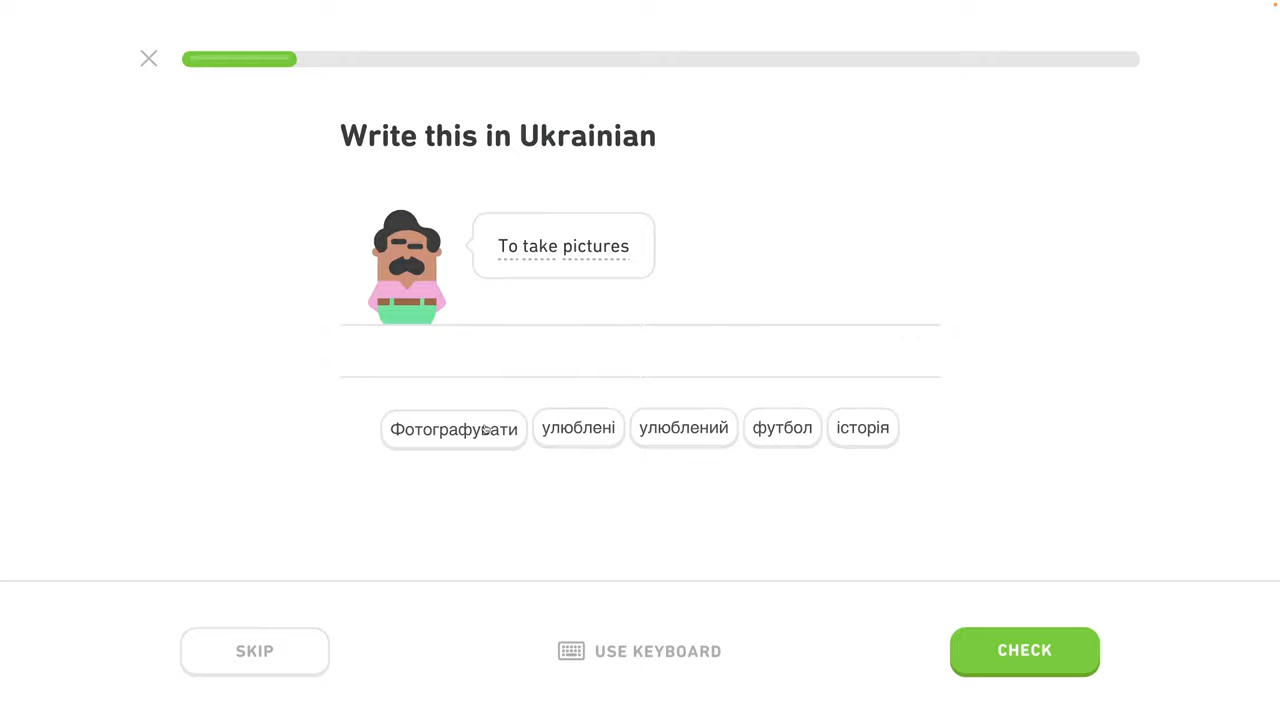 Write this in Ukrainian
To take pictures
Фотографувати улюблені улюблений футбол історія
SKIP USE KEYBOARD CHECK